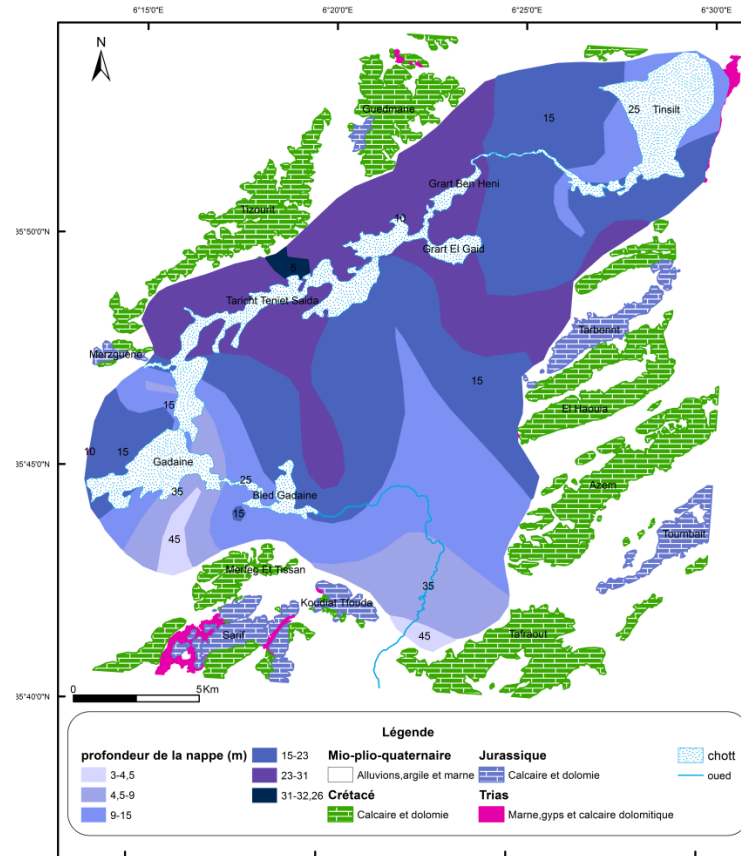 6°15'0"E 6°20'0"E 6°25'0"E 6°30'0"E
N
Guedmane
15
25
Tinsilt
Grart Ben Heni
Tizourit
10
35°50'0"N
Grart El Gaid
5
Taricht Teniet Saida
Tarbennt
Merzguene
15
15
El Haouia
10 15
Gadaine
35°45'0"N
25
35
Bled Gadaine
Azem
15
45
Toumbait
Merfeg Et Tissan
35
Koudiat Tfouda
Sarif
45
Tafraout
35°40'0"N
0 5Km
Légende
profondeur de la nappe (m)
3-4,5
4,5-9
9-15
15-23
23-31
31-32,26
Mio-plio-quaternaire
Alluvions,argile et marne
Crétacé
Calcaire et dolomie
Jurassique
Calcaire et dolomie
Trias
Marne,gyps et calcaire dolomitique
chott
oued